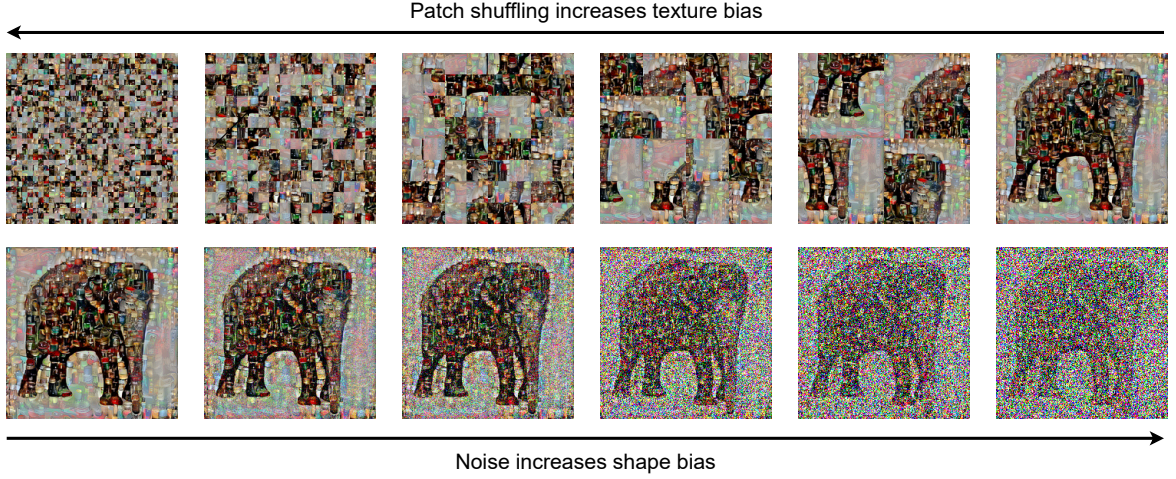 Patch shuffling increases texture bias
Noise increases shape bias